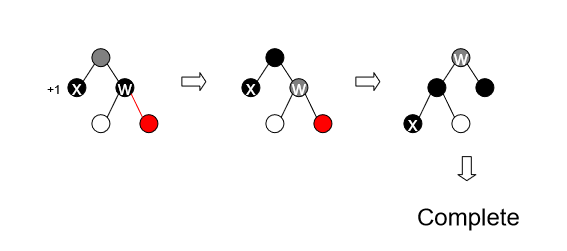 +1 X W
X W
W
X
Complete